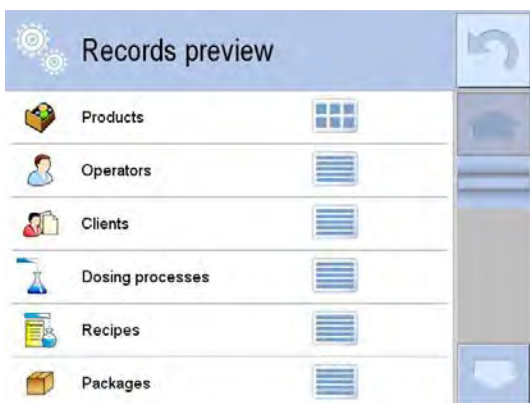 Records preview
Products
Operators
Clients
Dosing processes
Recipes
Packages